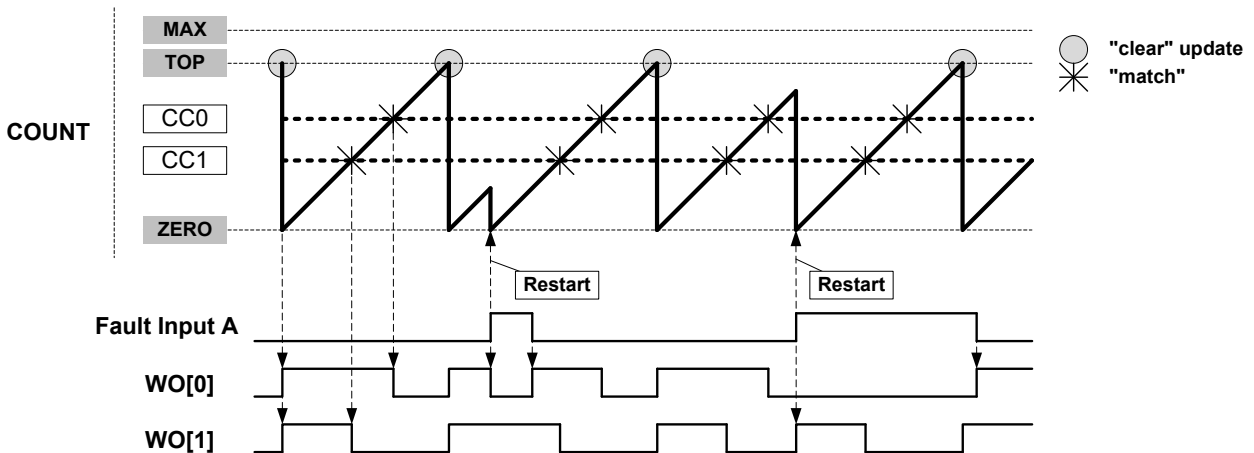 MAX
TOP
"clear" update
"match"
COUNT
CC0
CC1
ZERO
Restart
Restart
Fault Input A
WO[0]
WO[1]